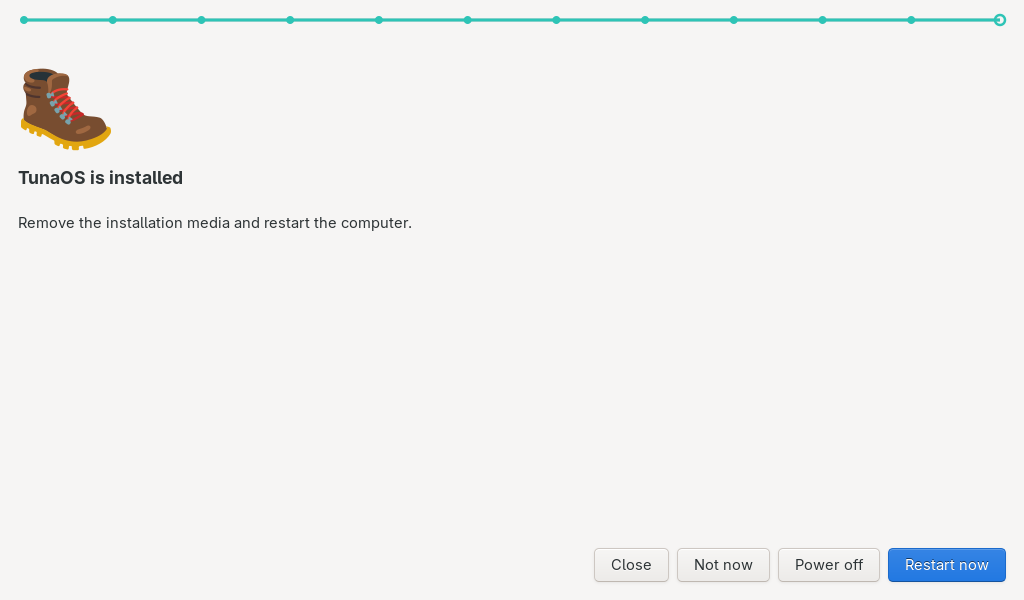 TunaOS is installed
Remove the installation media and restart the computer.
Close
Not now
Power off
Restart now